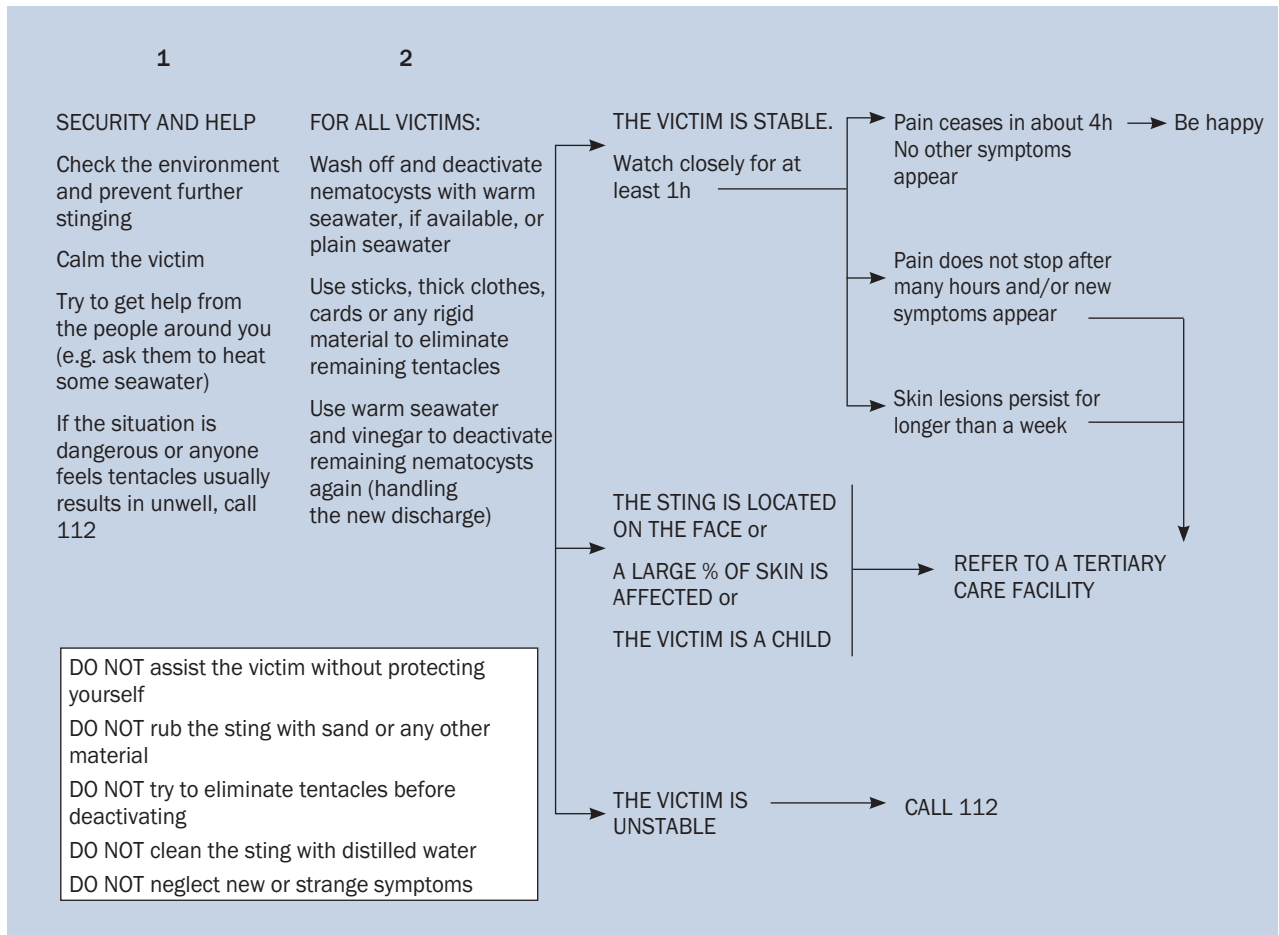 1
SECURITY AND HELP
Check the environment
and prevent further
stinging
Calm the victim
Try to get help from
the people around you
(e.g. ask them to heat
some seawater)
If the situation is
dangerous or anyone
feels tentacles usually
results in unwell, call
112
2
FOR ALL VICTIMS:
Wash off and deactivate
nematocysts with warm
seawater, if available, or
plain seawater
Use sticks, thick clothes,
cards or any rigid
material to eliminate
remaining tentacles
Use warm seawater
and vinegar to deactivate
remaining nematocysts
again (handling
the new discharge)
DO NOT assist the victim without protecting
yourself
DO NOT rub the sting with sand or any other
material
DO NOT try to eliminate tentacles before
deactivating
DO NOT clean the sting with distilled water
DO NOT neglect new or strange symptoms
THE VICTIM IS STABLE.
Watch closely for at
least 1h
Pain ceases in about 4h
No other symptoms
appear
Be happy
Pain does not stop after
many hours and/or new
symptoms appear
Skin lesions persist for
longer than a week
THE STING IS LOCATED
ON THE FACE or
A LARGE % OF SKIN IS
AFFECTED or
THE VICTIM IS A CHILD
REFER TO A TERTIARY
CARE FACILITY
THE VICTIM IS
UNSTABLE
CALL 112